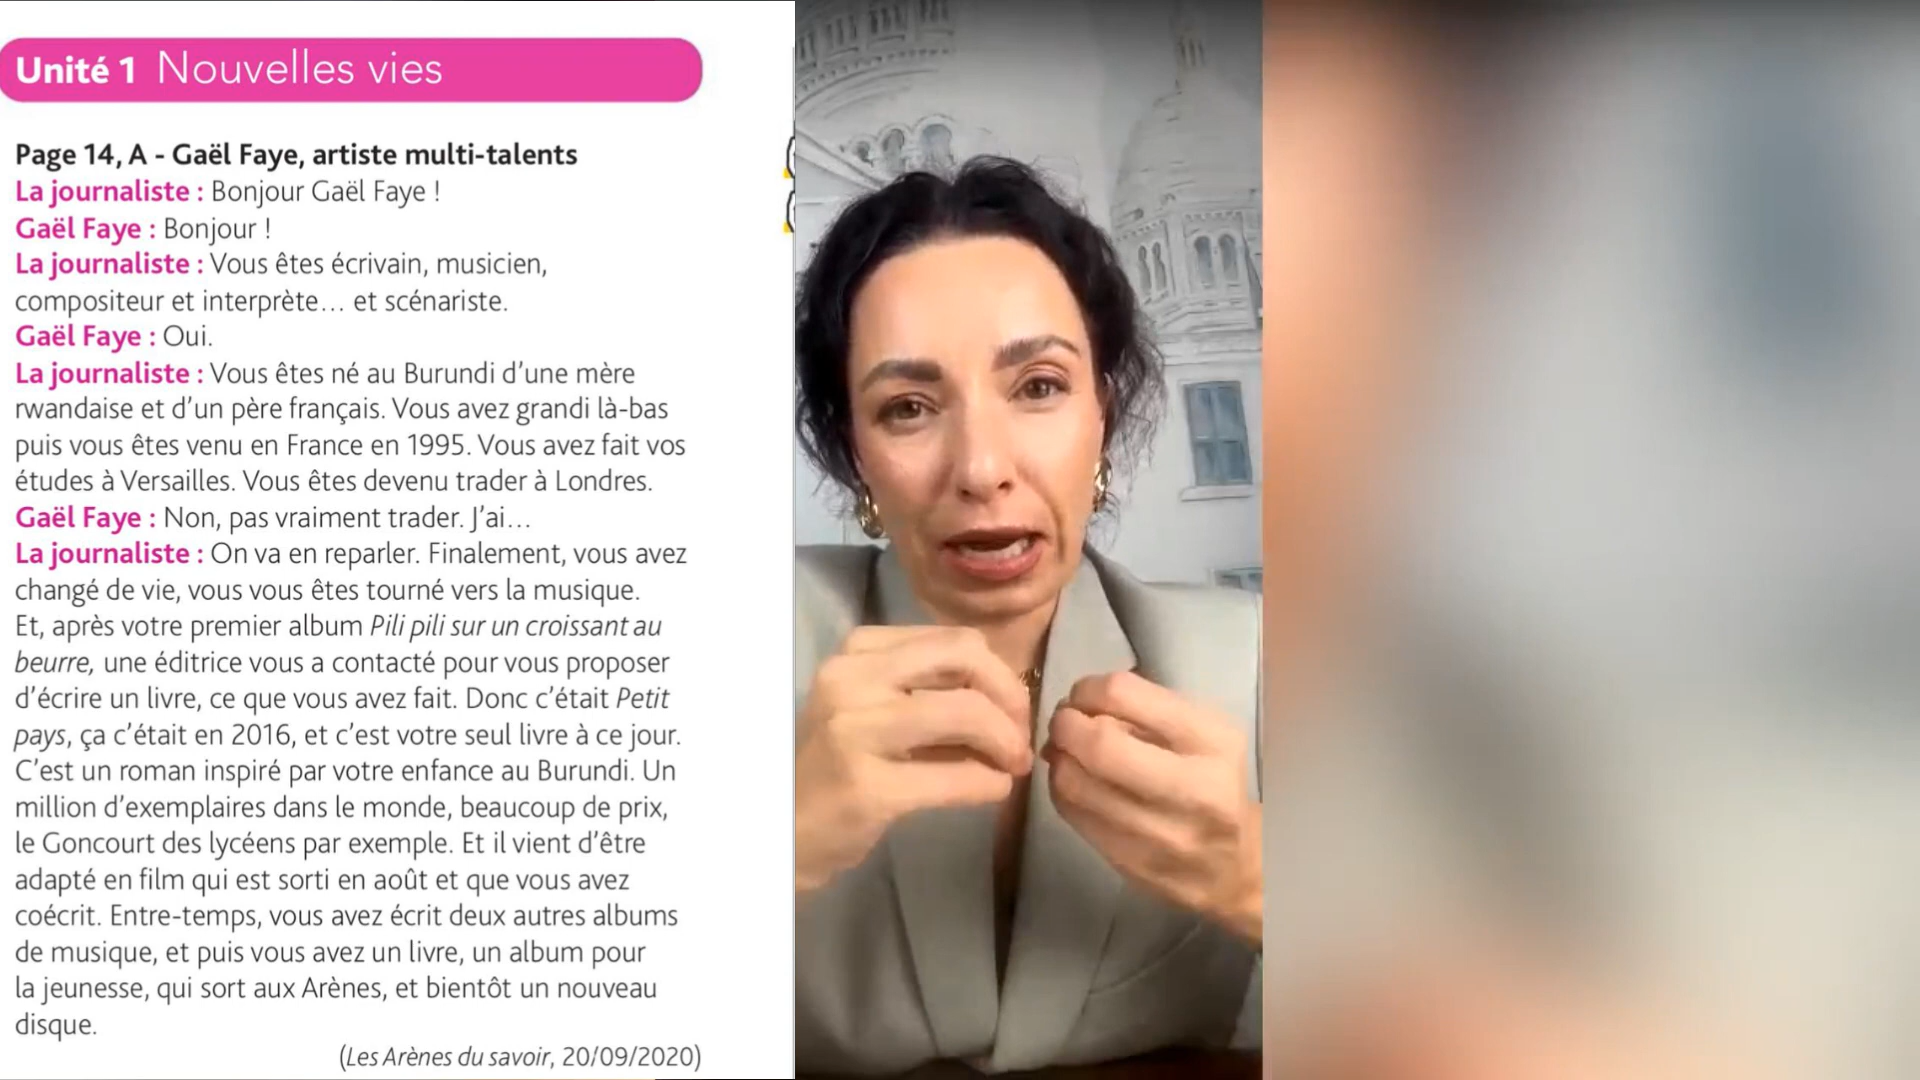 Unité 1 Nouvelles vies
Page 14, A - Gaël Faye, artiste multi-talents
La journaliste : Bonjour Gaël Faye !
Gaël Faye : Bonjour !
La journaliste : Vous êtes écrivain, musicien,
compositeur et interprète… et scénariste.
Gaël Faye : Oui.
La journaliste : Vous êtes né au Burundi d’une mère
rwandaise et d’un père français. Vous avez grandi là-bas
puis vous êtes venu en France en 1995. Vous avez fait vos
études à Versailles. Vous êtes devenu trader à Londres.
Gaël Faye : Non, pas vraiment trader. J’ai…
La journaliste : On va en reparler. Finalement, vous avez
changé de vie, vous vous êtes tourné vers la musique.
Et, après votre premier album Pili pili sur un croissant au
beurre, une éditrice vous a contacté pour vous proposer
d’écrire un livre, ce que vous avez fait. Donc c’était Petit
pays, ça c’était en 2016, et c’est votre seul livre à ce jour.
C’est un roman inspiré par votre enfance au Burundi. Un
million d’exemplaires dans le monde, beaucoup de prix,
le Goncourt des lycéens par exemple. Et il vient d’être
adapté en film qui est sorti en août et que vous avez
coécrit. Entre-temps, vous avez écrit deux autres albums
de musique, et puis vous avez un livre, un album pour
la jeunesse, qui sort aux Arènes, et bientôt un nouveau
disque.
(Les Arènes du savoir, 20/09/2020)